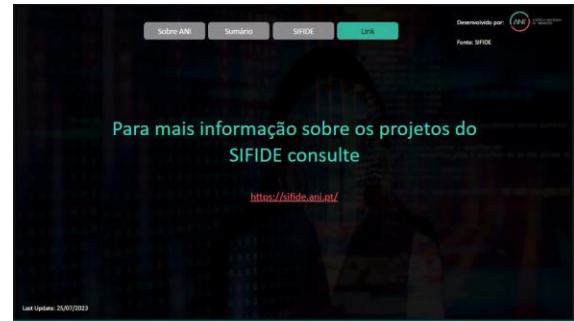 Sobre ANI
Sumário
SIFIDE
Link
Desenvolvido por:
ANI
Fonte: SIFIDE
Para mais informação sobre os projetos do
SIFIDE consulte
https://sifide.ani.pt/
Last Update: 25/07/2023